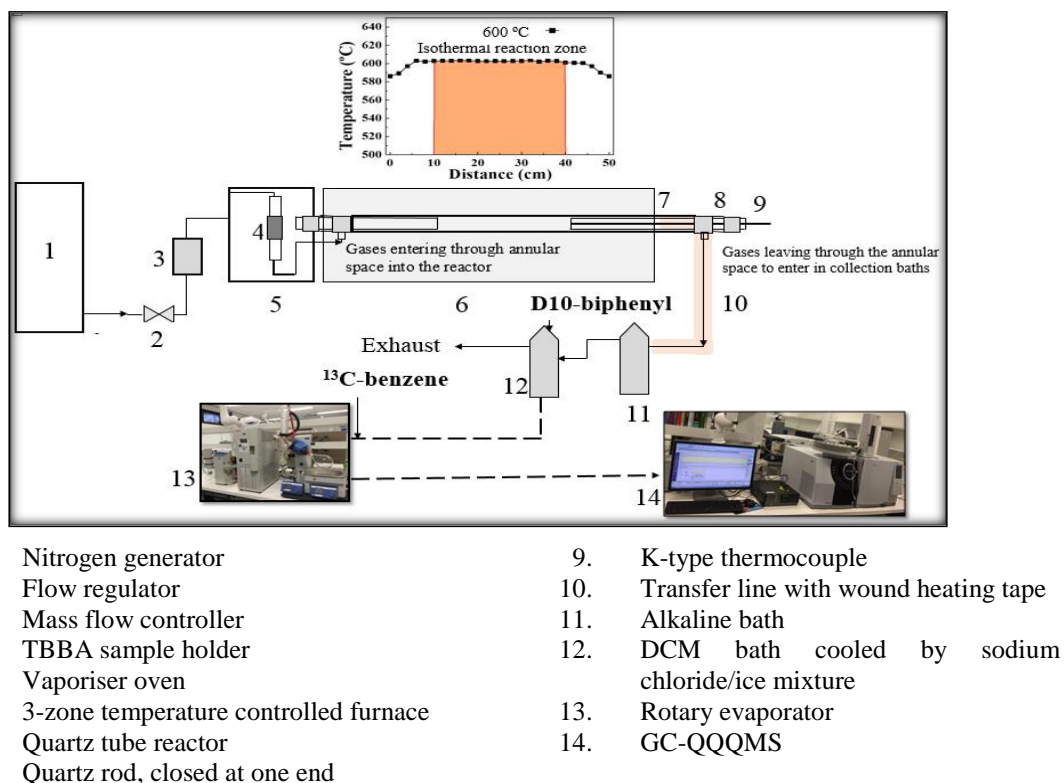 600 °C
Isothermal reaction zone
Temperature (°C)
640
620
600
580
560
540
520
500
0 10 20 30 40 50
Distance (cm)
1
2
3
4
5
6
7
8
9
Gases entering through annular
space into the reactor
Gases leaving through the annular
space to enter in collection baths
10
D10-biphenyl
Exhaust
13C-benzene
12
11
13
14
Nitrogen generator
Flow regulator
Mass flow controller
TBBA sample holder
Vaporiser oven
3-zone temperature controlled furnace
Quartz tube reactor
Quartz rod, closed at one end
9. K-type thermocouple
10. Transfer line with wound heating tape
11. Alkaline bath
12. DCM bath cooled by sodium
chloride/ice mixture
13. Rotary evaporator
14. GC-QQQMS